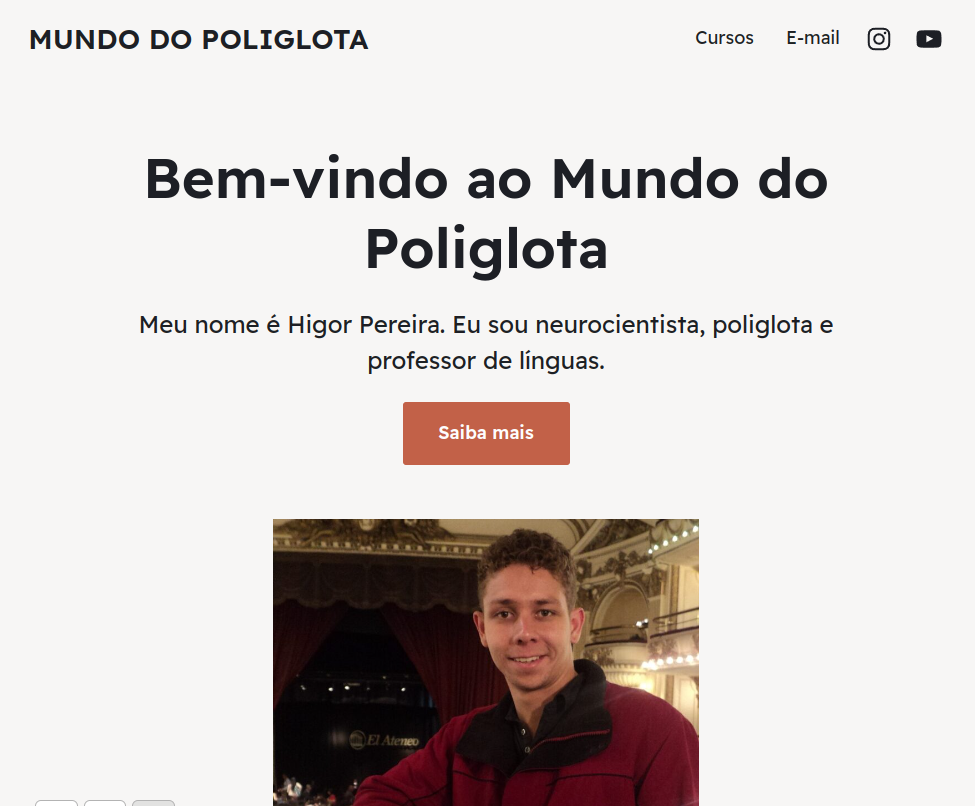 MUNDO DO POLIGLOTA
Cursos E-mail
Bem-vindo ao Mundo do
Poliglota
Meu nome é Higor Pereira. Eu sou neurocientista, poliglota e
professor de línguas.
Saiba mais
El Ateneo